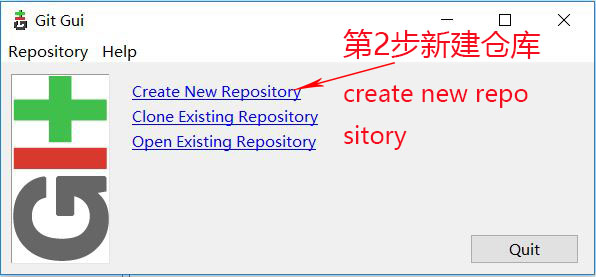 Git Gui
Repository Help
第2步新建仓库
Create New Repository
create new repo
Clone Existing Repository
sitory
Open Existing Repository
GIt
Quit